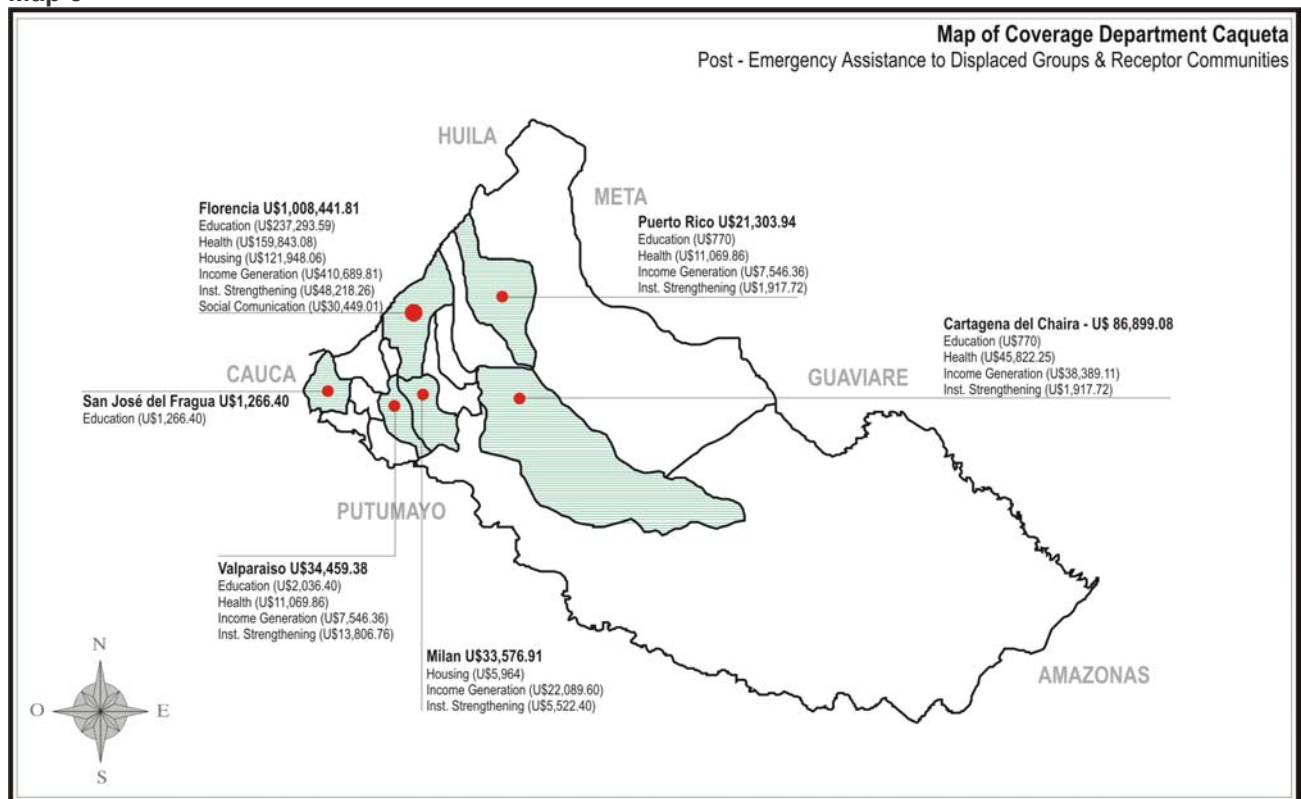 Map of Coverage Department Caqueta
Post - Emergency Assistance to Displaced Groups & Receptor Communities
HUILA
META
Florencia U$1,008,441.81
Education (U$237,293.59)
Health (U$159,843.08)
Housing (U$121,948.06)
Income Generation (U$410,689.81)
Inst. Strengthening (U$48,218.26)
Social Comunication (U$30,449.01)
Puerto Rico U$21,303.94
Education (U$770)
Health (U$11,069.86)
Income Generation (U$7,546.36)
Inst. Strengthening (U$1,917.72)
Cartagena del Chaira - U$ 86,899.08
Education (U$770)
Health (U$45,822.25)
Income Generation (U$38,389.11)
Inst. Strengthening (U$1,917.72)
CAUCA
GUAVIARE
San José del Fragua U$1,266.40
Education (U$1,266.40)
PUTUMAYO
Valparaiso U$34,459.38
Education (U$2,036.40)
Health (U$11,069.86)
Income Generation (U$7,546.36)
Inst. Strengthening (U$13,806.76)
Milan U$33,576.91
Housing (U$5,964)
Income Generation (U$22,089.60)
Inst. Strengthening (U$5,522.40)
AMAZONAS
N
O
E
S